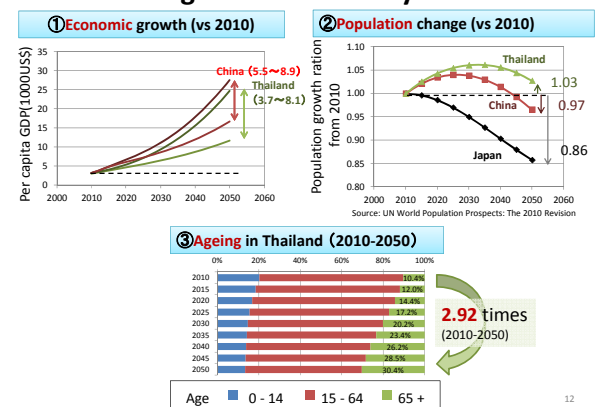 ①Economic growth (vs 2010)
②Population change (vs 2010)
Per capita GDP(1000US$)
35
30
25
20
15
10
5
0
2000 2010 2020 2030 2040 2050 2060
China (5.5～8.9)
Thailand
(3.7～8.1)
Population growth ration
from 2010
1.10
1.05
1.00
0.95
0.90
0.85
0.80
2000 2010 2020 2030 2040 2050 2060
Thailand
China
Japan
1.03
0.97
0.86
Source: UN World Population Prospects: The 2010 Revision
③Ageing in Thailand (2010-2050)
0% 20% 40% 60% 80% 100%
2010 10.4%
2015 12.0%
2020 14.4%
2025 17.2%
2030 20.2%
2035 23.4%
2040 26.2%
2045 28.5%
2050 30.4%
2.92 times
(2010-2050)
Age 0 - 14 15 - 64 65 +
12